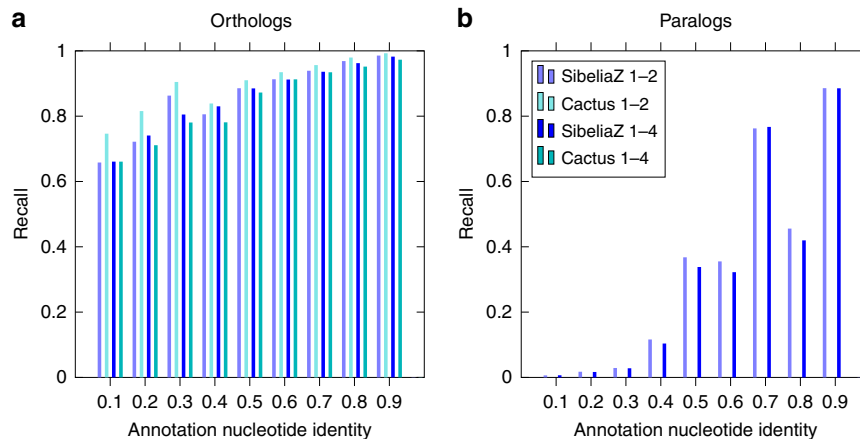 a
Orthologs
1
0.8
0.6
0.4
0.2
0
Recall
0.1 0.2 0.3 0.4 0.5 0.6 0.7 0.8 0.9
Annotation nucleotide identity
b
Paralogs
1
0.8
0.6
0.4
0.2
0
Recall
SibeliaZ 1–2
Cactus 1–2
SibeliaZ 1–4
Cactus 1–4
0.1 0.2 0.3 0.4 0.5 0.6 0.7 0.8 0.9
Annotation nucleotide identity